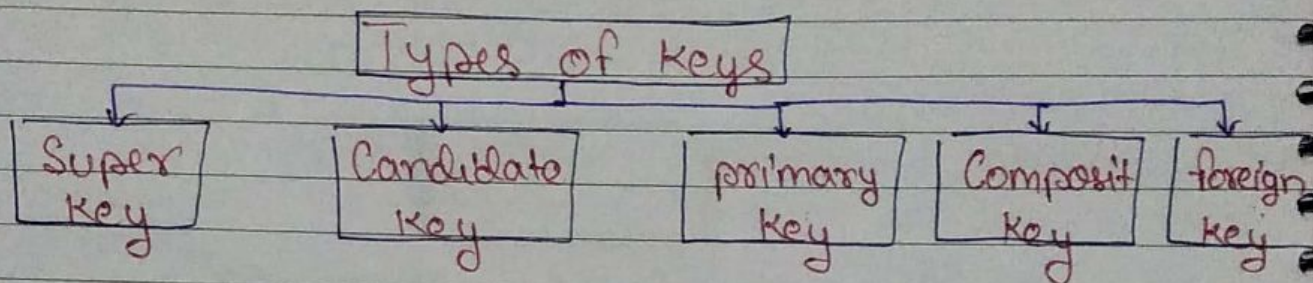 Types of keys
Super
key
Candidate
key
primary
key
Composit
key
foreign
key